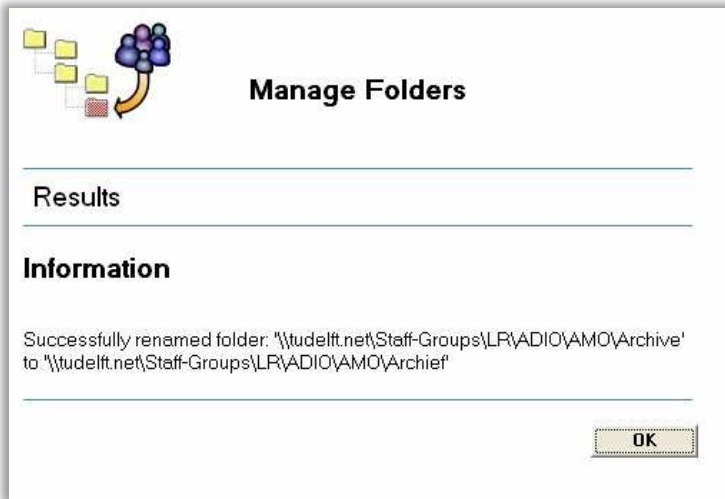 Manage Folders
Results
Information
Successfully renamed folder: '\\tudelft.net\Staff-Groups\LR\ADIO\AMO\Archive'
to '\\tudelft.net\Staff-Groups\LR\ADIO\AMO\Archief'
OK